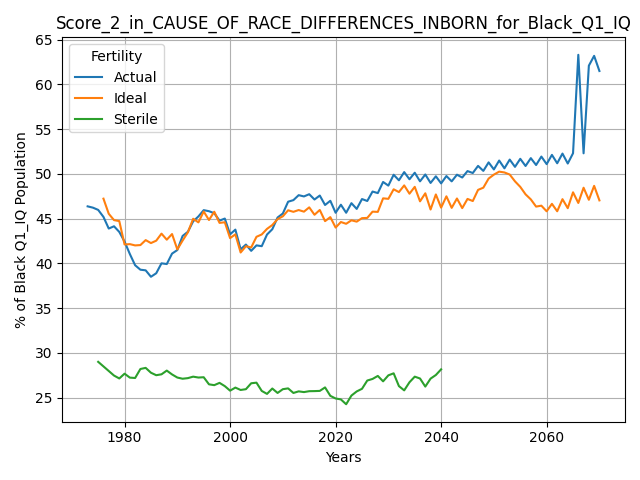 Score_2_in_CAUSE_OF_RACE_DIFFERENCES_INBORN_for_Black_Q1_IQ
65
60
55
50
45
40
35
30
25
% of Black Q1_IQ Population
Fertility
Actual
Ideal
Sterile
1980
2000
2020
2040
2060
Years